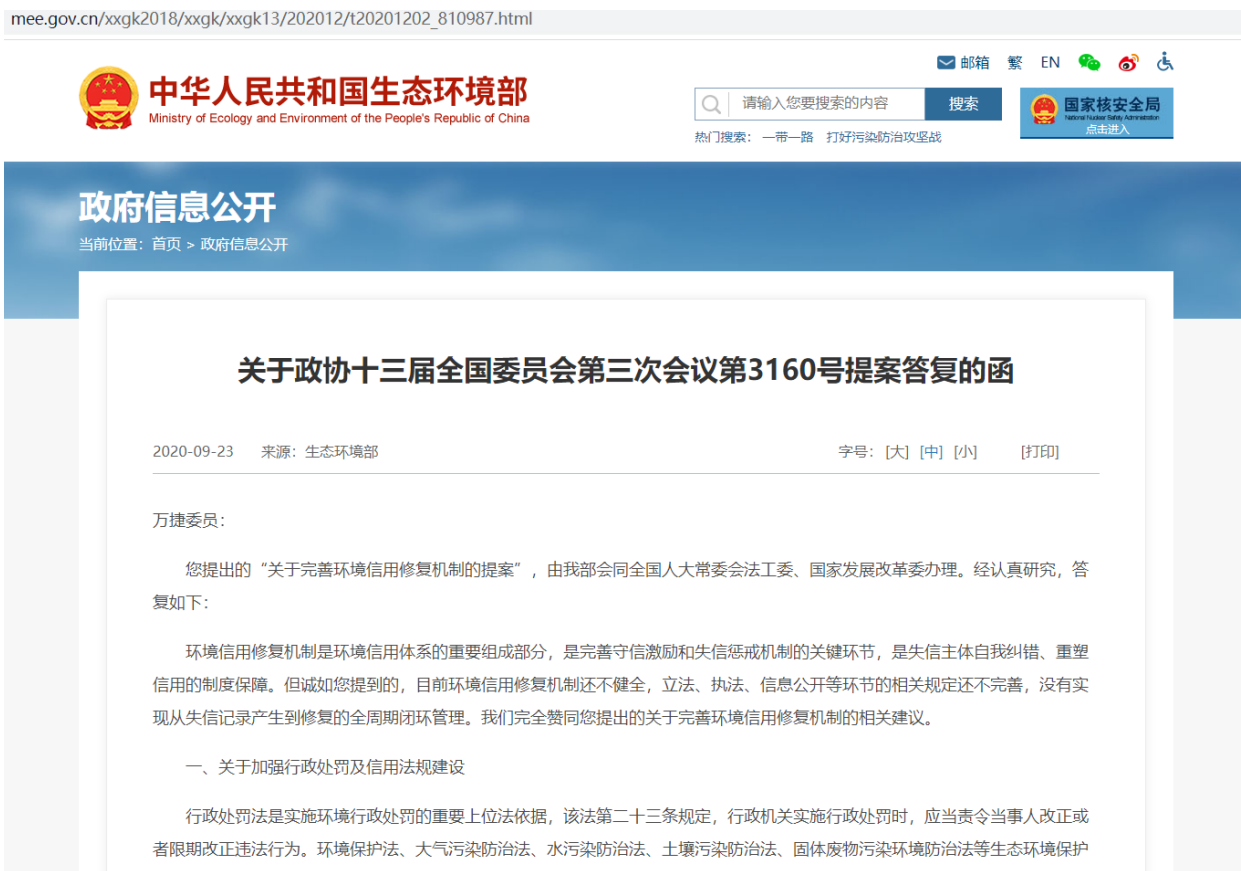 mee.gov.cn/xxgk2018/xxgk/xxgk13/202012/t20201202_810987.html
邮箱 繁 EN
中华人民共和国生态环境部
Ministry of Ecology and Environment of the People's Republic of China
请输入您要搜索的内容 搜索
热门搜索： 一带一路 打好污染防治攻坚战
国家核安全局
National Nuclear Safety Administration
点击进入
政府信息公开
当前位置：首页 > 政府信息公开
关于政协十三届全国委员会第三次会议第3160号提案答复的函
2020-09-23 来源：生态环境部 字号：[大] [中] [小] [打印]
万捷委员：
您提出的“关于完善环境信用修复机制的提案”，由我部会同全国人大常委会法工委、国家发展改革委办理。经认真研究，答
复如下：
环境信用修复机制是环境信用体系的重要组成部分，是完善守信激励和失信惩戒机制的关键环节，是失信主体自我纠错、重塑
信用的制度保障。但诚如您提到的，目前环境信用修复机制还不健全，立法、执法、信息公开等环节的相关规定还不完善，没有实
现从失信记录产生到修复的全周期闭环管理。我们完全赞同您提出的关于完善环境信用修复机制的相关建议。
一、关于加强行政处罚及信用法规建设
行政处罚法是实施环境行政处罚的重要上位法依据，该法第二十三条规定，行政机关实施行政处罚时，应当责令当事人改正或
者限期改正违法行为。环境保护法、大气污染防治法、水污染防治法、土壤污染防治法、固体废物污染环境防治法等生态环境保护